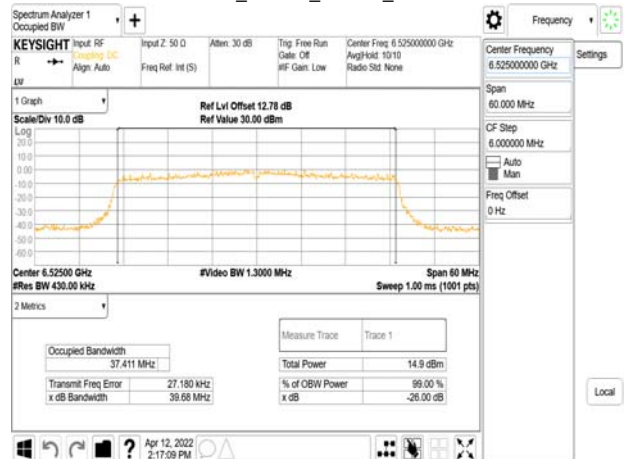 Spectrum Analyzer 1
Occupied BW
+
Frequency
KEYSIGHT
R
Input: RF
Coupling: DC
Align: Auto
Input Z: 50 Ω
Freq Ref: Int (S)
Atten: 30 dB
Trig: Free Run
Gate: Off
#IF Gain: Low
Center Freq: 6.525000000 GHz
Avg|Hold: 10/10
Radio Std: None
Center Frequency
6.525000000 GHz
Settings
Span
60.000 MHz
CF Step
6.000000 MHz
Auto
Man
Freq Offset
0 Hz
1 Graph
Scale/Div 10.0 dB
Ref Lvl Offset 12.78 dB
Ref Value 30.00 dBm
Log
20.0
10.0
0.00
-10.0
-20.0
-30.0
-40.0
-50.0
-60.0
Center 6.52500 GHz
#Res BW 430.00 kHz
#Video BW 1.3000 MHz
Span 60 MHz
Sweep 1.00 ms (1001 pts)
2 Metrics
Measure Trace Trace 1
Occupied Bandwidth
37.411 MHz
Total Power 14.9 dBm
Transmit Freq Error 27.180 kHz
% of OBW Power 99.00 %
x dB Bandwidth 39.68 MHz
x dB -26.00 dB
Local
?
Apr 12, 2022
2:17:09 PM